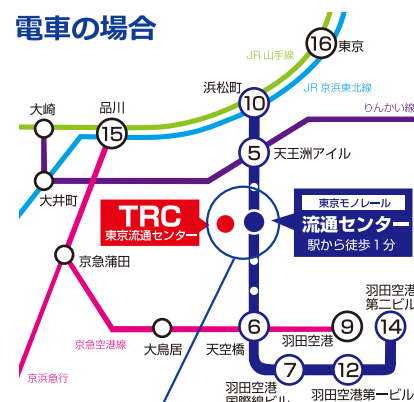 電車の場合
16
東京
JR 山手線
JR 京浜東北線
浜松町
10
りんかい線
大崎
品川
15
5
天王洲アイル
大井町
TRC
東京流通センター
東京モノレール
流通センター
駅から徒歩1分
京急蒲田
羽田空港
第二ビル
京急空港線
大鳥居
天空橋
6
羽田空港
9
14
京浜急行
7
12
羽田空港
国際線ビル
羽田空港第一ビル